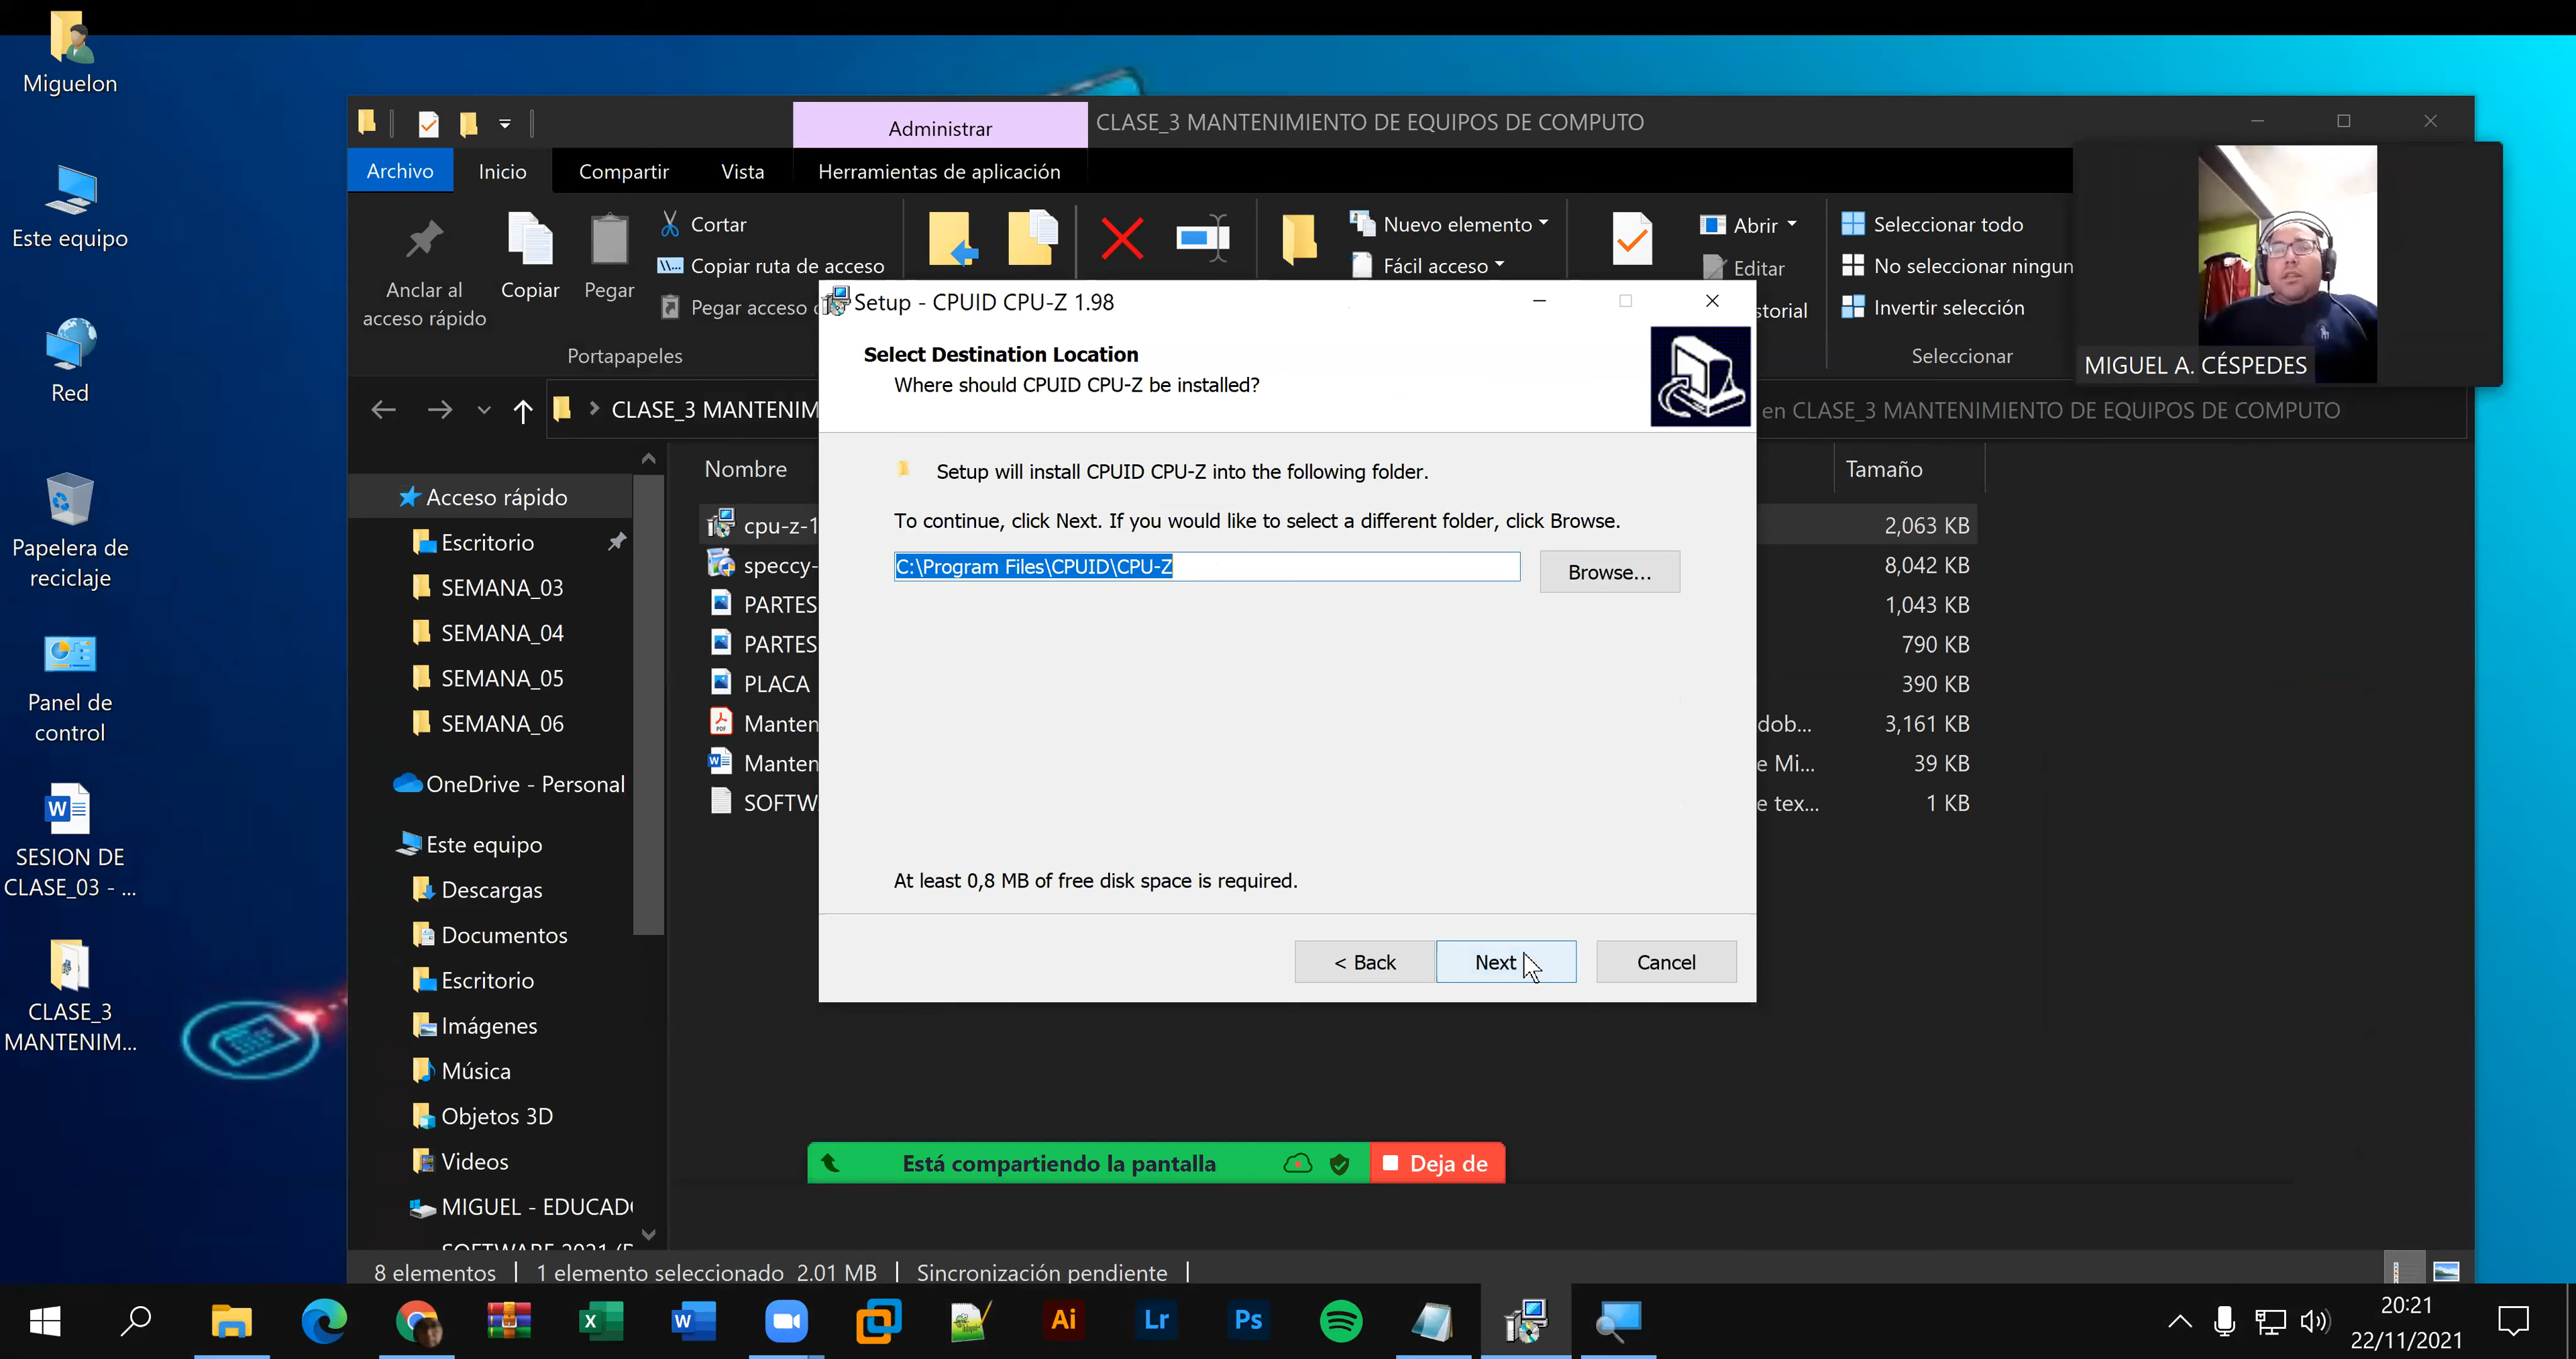 Miguelon
Este equipo
Red
Papelera de
reciclaje
Panel de
control
SESION DE
CLASE_03 - ...
CLASE_3
MANTENIM...
Administrar
CLASE_3 MANTENIMIENTO DE EQUIPOS DE COMPUTO
Archivo
Inicio
Compartir
Vista
Herramientas de aplicación
Anclar al
acceso rápido
Copiar
Pegar
Cortar
Copiar ruta de acceso
Pegar acceso
Portapapeles
Nuevo elemento
Fácil acceso
Abrir
Editar
storial
Seleccionar todo
No seleccionar ningun
Invertir selección
Seleccionar
MIGUEL A. CÉSPEDES
CLASE_3 MANTENIM
en CLASE_3 MANTENIMIENTO DE EQUIPOS DE COMPUTO
Acceso rápido
Escritorio
SEMANA_03
SEMANA_04
SEMANA_05
SEMANA_06
OneDrive - Personal
Este equipo
Descargas
Documentos
Escritorio
Imágenes
Música
Objetos 3D
Videos
MIGUEL - EDUCADO
Nombre
Tamaño
cpu-z-1
2,063 KB
speccy-
8,042 KB
PARTES
1,043 KB
PARTES
790 KB
PLACA
390 KB
Manten
dob...
3,161 KB
Manten
e Mi...
39 KB
SOFTW
e tex...
1 KB
Setup - CPUID CPU-Z 1.98
Select Destination Location
Where should CPUID CPU-Z be installed?
Setup will install CPUID CPU-Z into the following folder.
To continue, click Next. If you would like to select a different folder, click Browse.
C:\Program Files\CPUID\CPU-Z
Browse...
At least 0,8 MB of free disk space is required.
< Back
Next
Cancel
Está compartiendo la pantalla
Deja de
8 elementos
1 elemento seleccionado 2.01 MB
Sincronización pendiente
Ai
Lr
Ps
20:21
22/11/2021